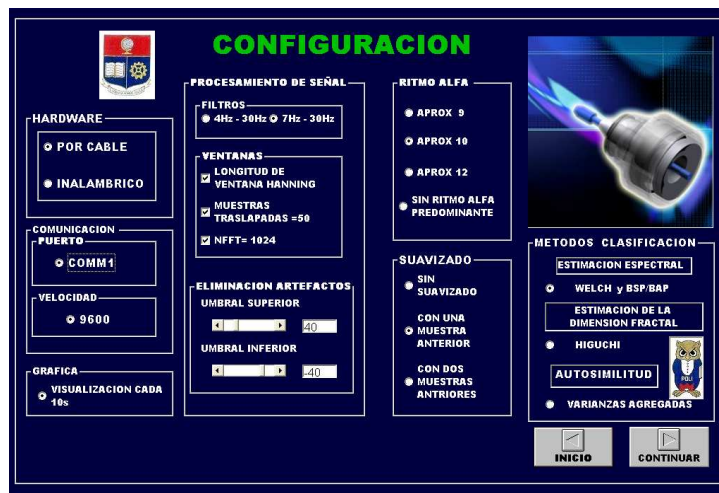 CONFIGURACION
HARDWARE
POR CABLE
INALAMBRICO
COMUNICACION
PUERTO
COMM1
VELOCIDAD
9600
GRAFICA
VISUALIZACION CADA
10s
PROCESAMIENTO DE SEÑAL
FILTROS
4Hz - 30Hz 7Hz - 30Hz
VENTANAS
LONGITUD DE
VENTANA HANNING
MUESTRAS
TRASLAPADAS =50
NFFT= 1024
ELIMINACION ARTEFACTOS
UMBRAL SUPERIOR
40
UMBRAL INFERIOR
-40
RITMO ALFA
APROX 9
APROX 10
APROX 12
SIN RITMO ALFA
PREDOMINANTE
SUAVIZADO
SIN
SUAVIZADO
CON UNA
MUESTRA
ANTERIOR
CON DOS
MUESTRAS
ANTRIORES
METODOS CLASIFICACION
ESTIMACION ESPECTRAL
WELCH y BSP/BAP
ESTIMACION DE LA
DIMENSION FRACTAL
HIGUCHI
AUTOSIMILITUD
POLI
VARIANZAS AGREGADAS
INICIO
CONTINUAR